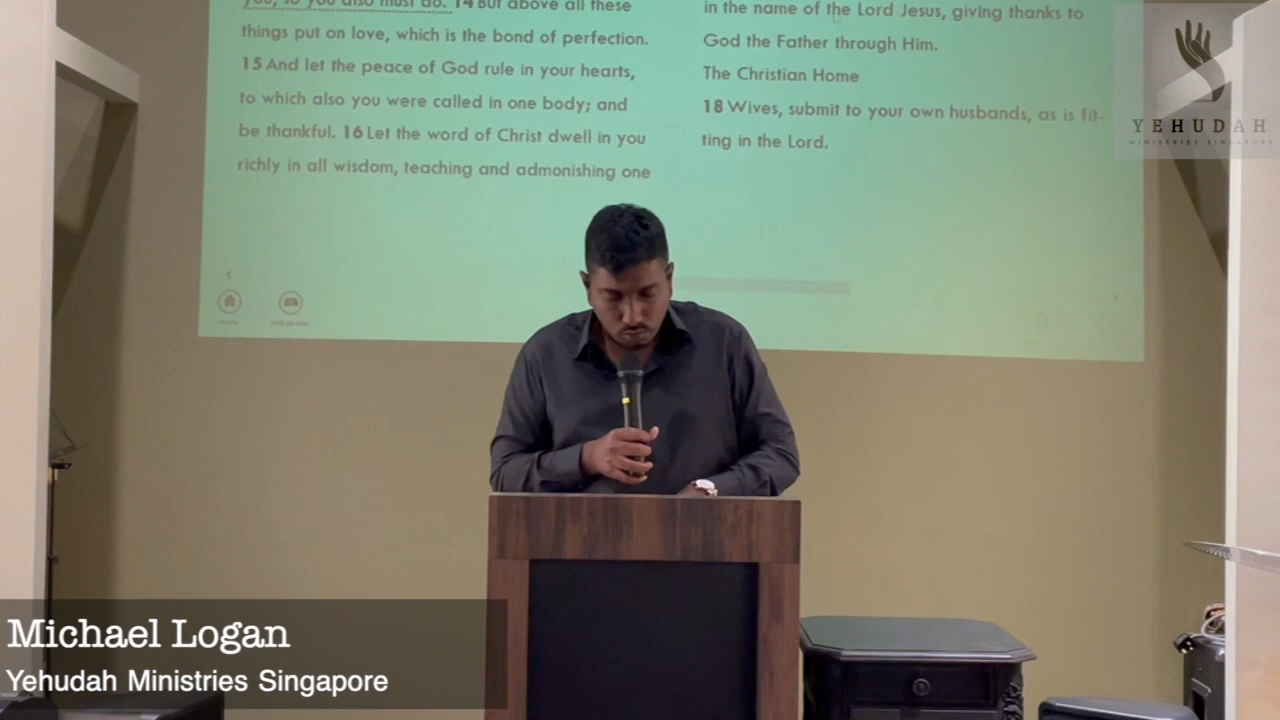 you, so you also must do. 14 But above all these
things put on love, which is the bond of perfection.
15 And let the peace of God rule in your hearts,
to which also you were called in one body; and
be thankful. 16 Let the word of Christ dwell in you
richly in all wisdom, teaching and admonishing one
in the name of the Lord Jesus, giving thanks to
God the Father through Him.
The Christian Home
18 Wives, submit to your own husbands, as is fit-
ting in the Lord.
YEHUDAH
MINISTRIES SINGAPORE
Michael Logan
Yehudah Ministries Singapore